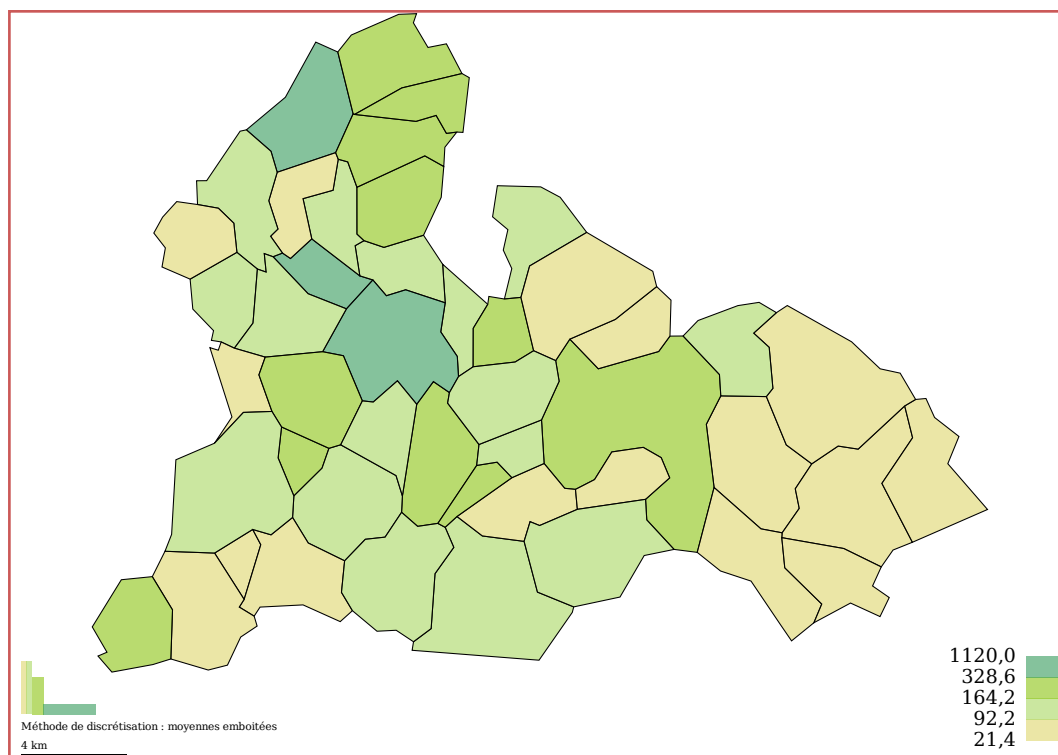 1120,0
328,6
164,2
92,2
21,4
Méthode de discrétisation : moyennes emboitées
4 km